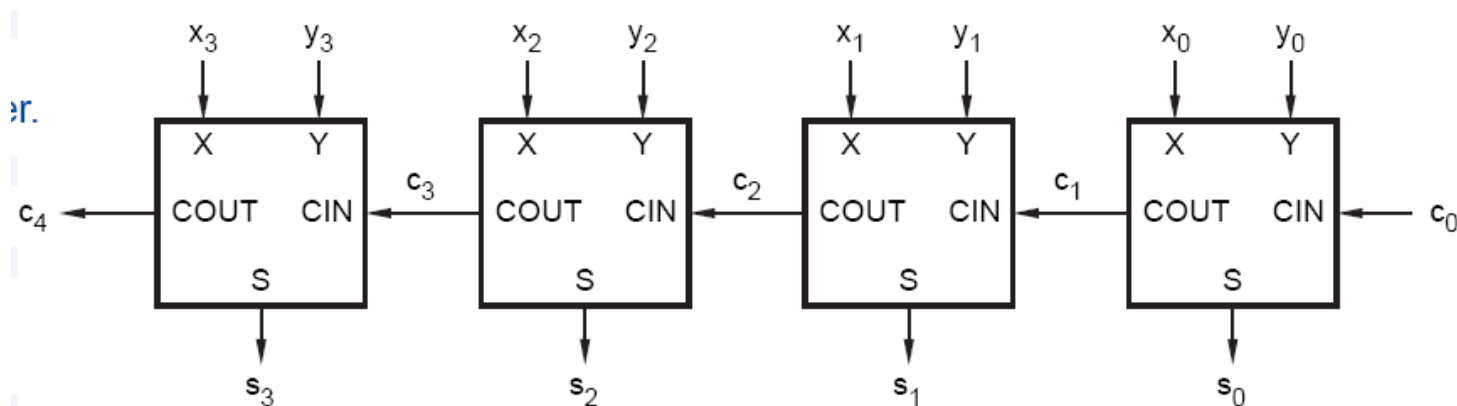 x₃ y₃ x₂ y₂ x₁ y₁ x₀ y₀
er.
X Y X Y X Y X Y
c₄ COUT CIN c₃ COUT CIN c₂ COUT CIN c₁ COUT CIN c₀
S S S S
s₃ s₂ s₁ s₀